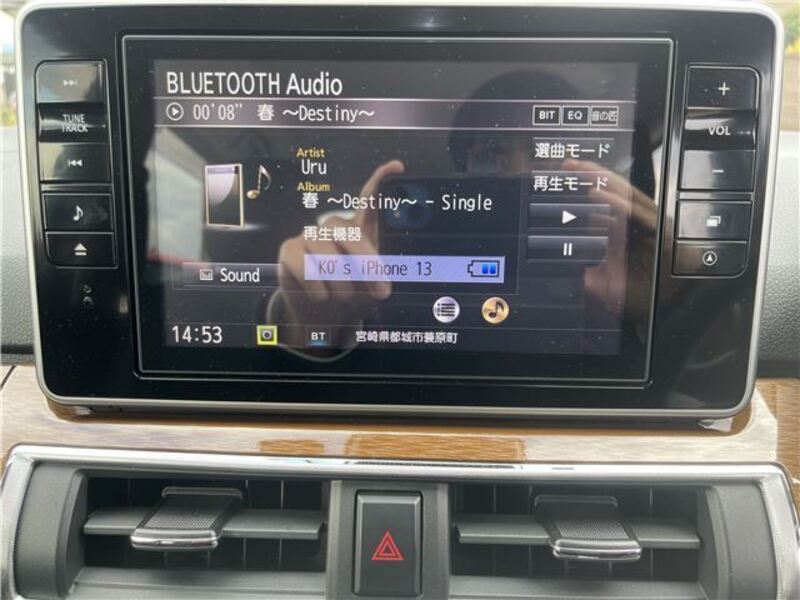 BLUETOOTH Audio
00'08" 春 ～Destiny～
BIT EQ 音の匠
TUNE
TRACK
VOL
選曲モード
Artist
Uru
Album
春 ～Destiny～ - Single
再生モード
再生機器
KO's iPhone 13
Sound
14:53
BT
宮崎県都城市蓑原町